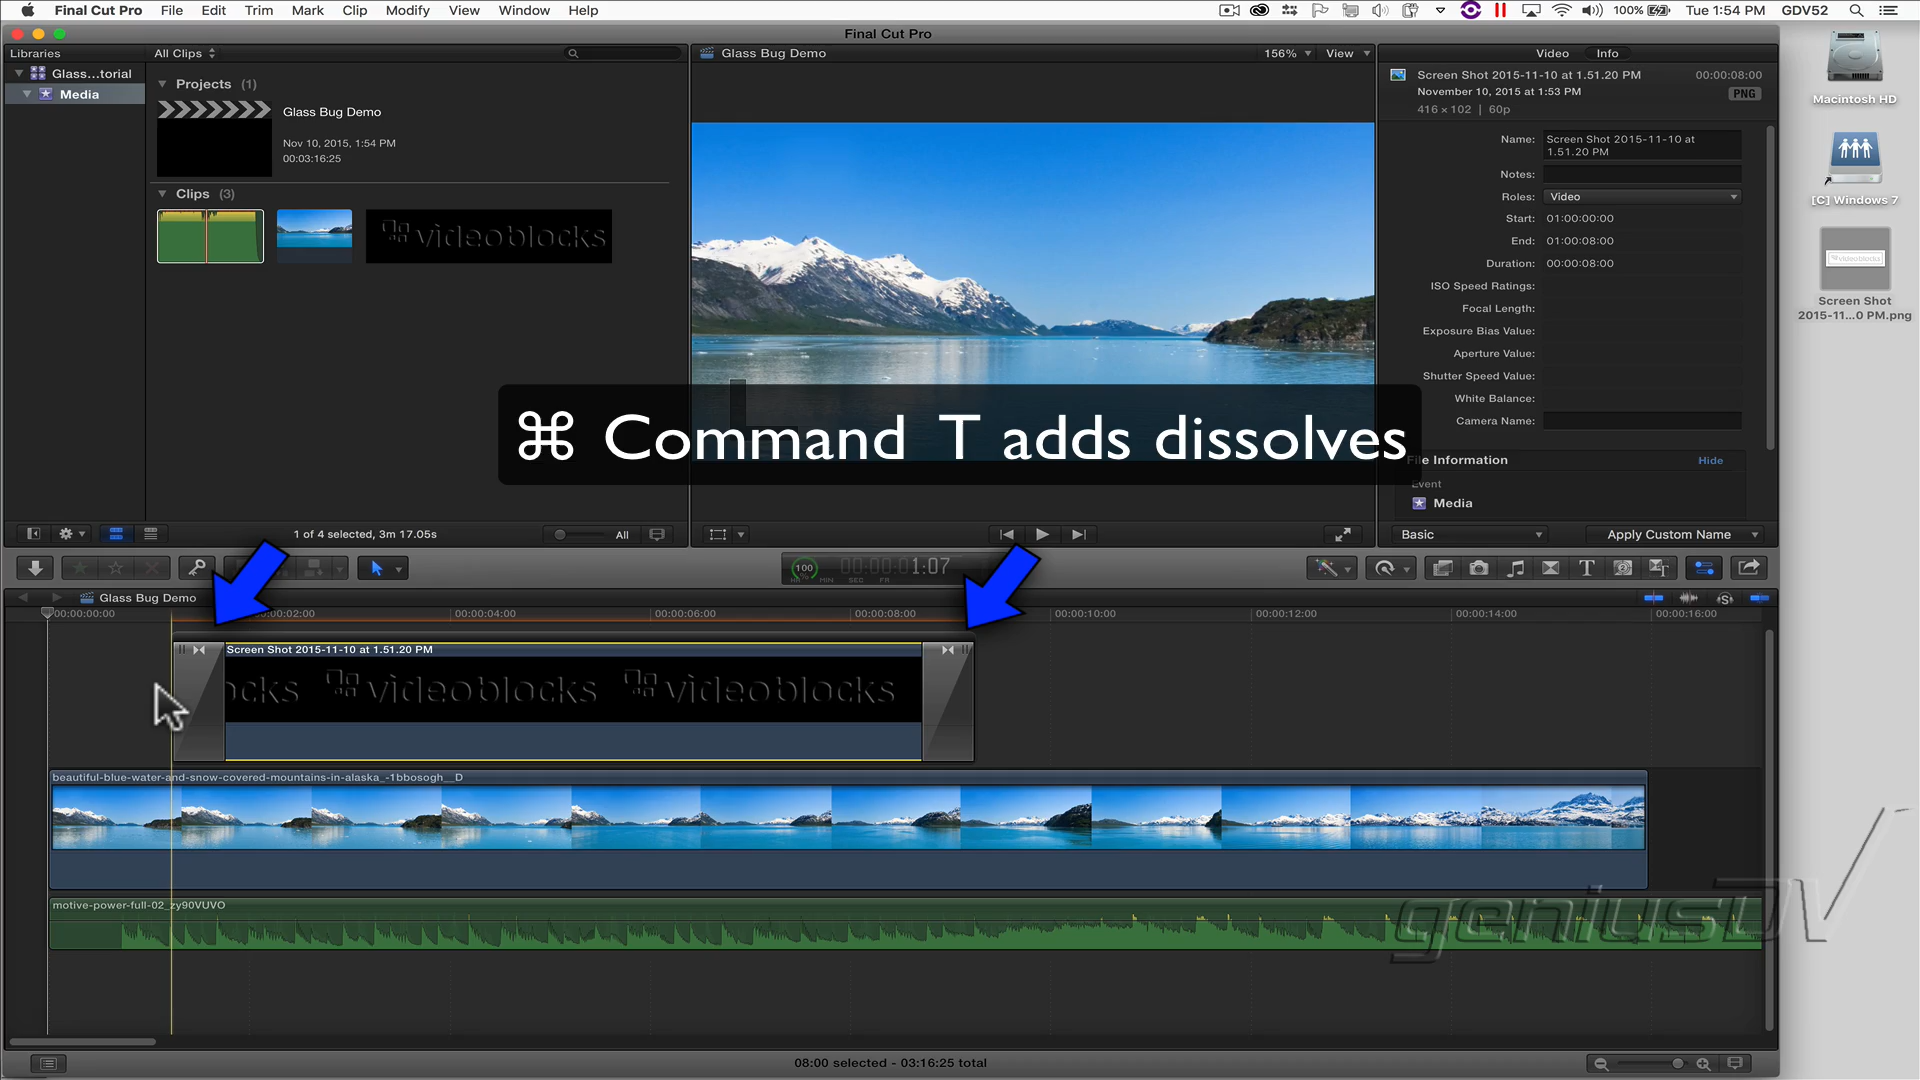 Final Cut Pro File Edit Trim Mark Clip Modify View Window Help
100% Tue 1:54 PM GDV52
Final Cut Pro
Libraries
All Clips
Glass...torial
Media
Projects (1)
Glass Bug Demo
Nov 10, 2015, 1:54 PM
00:03:16:25
Clips (3)
videoblocks
1 of 4 selected, 3m 17.05s
All
Glass Bug Demo
156%
View
Video
Info
Screen Shot 2015-11-10 at 1.51.20 PM
00:00:08:00
November 10, 2015 at 1:53 PM
PNG
416 × 102 | 60p
Name: Screen Shot 2015-11-10 at
1.51.20 PM
Notes:
Roles: Video
Start: 01:00:00:00
End: 01:00:08:00
Duration: 00:00:08:00
ISO Speed Ratings:
Focal Length:
Exposure Bias Value:
Aperture Value:
Shutter Speed Value:
White Balance:
Camera Name:
File Information
Hide
Event
Media
Basic
Apply Custom Name
⌘ Command T adds dissolves
Macintosh HD
[C] Windows 7
videoblocks
Screen Shot
2015-11...0 PM.png
100
%
00:00:01:07
HR MIN SEC FR
Glass Bug Demo
00:00:00:00
00:00:02:00
00:00:04:00
00:00:06:00
00:00:08:00
00:00:10:00
00:00:12:00
00:00:14:00
00:00:16:00
Screen Shot 2015-11-10 at 1.51.20 PM
ocks videoblocks videoblocks
beautiful-blue-water-and-snow-covered-mountains-in-alaska_-1bbosogh__D
motive-power-full-02_zy90VUVO
geniusDV
08:00 selected - 03:16:25 total